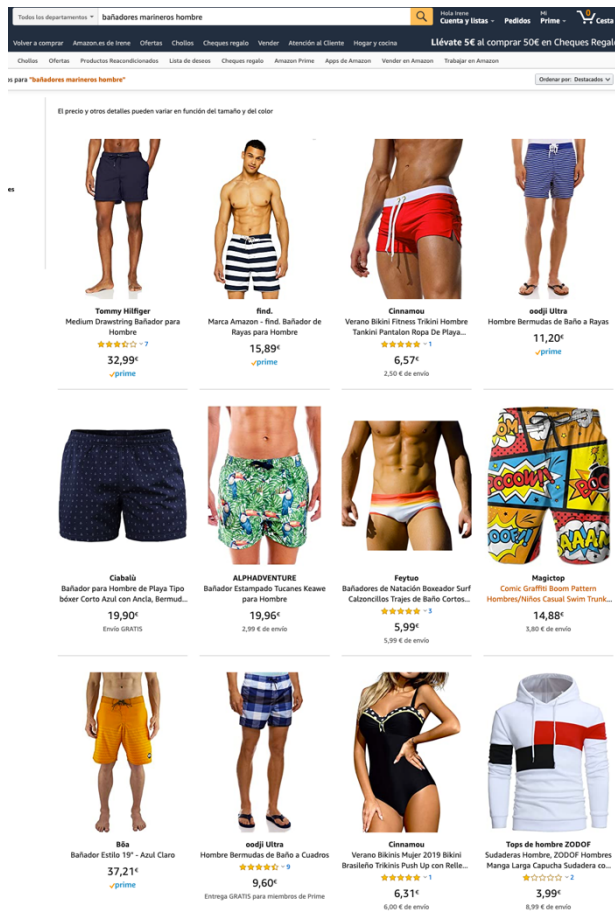 Todos los departamentos
bañadores marineros hombre
Hola Irene
Cuenta y listas
Pedidos
Mi
Prime
0
Cesta
Volver a comprar Amazon.es de Irene Ofertas Chollos Cheques regalo Vender Atención al Cliente Hogar y cocina
Llévate 5€ al comprar 50€ en Cheques Regalo
Chollos Ofertas Productos Reacondicionados Lista de deseos Cheques regalo Amazon Prime Apps de Amazon Vender en Amazon Trabajar en Amazon
os para "bañaderes marineros hombre"
Ordenar por: Destacados
El precio y otros detalles pueden variar en función del tamaño y del color
es
Tommy Hilfiger
Medium Drawstring Bañador para
Hombre
7
32,99€
prime
find.
Marca Amazon - find. Bañador de
Rayas para Hombre
15,89€
prime
Cinnamou
Verano Bikini Fitness Trikini Hombre
Tankini Pantalon Ropa De Playa...
1
6,57€
2,50 € de envío
oodji Ultra
Hombre Bermudas de Baño a Rayas
11,20€
prime
Ciabalù
Bañador para Hombre de Playa Tipo
bóxer Corto Azul con Ancla, Bermud...
19,90€
Envío GRATIS
ALPHADVENTURE
Bañador Estampado Tucanes Keawe
para Hombre
19,96€
2,99 € de envío
Feytuo
Bañadores de Natación Boxeador Surf
Calzoncillos Trajes de Baño Cortos...
3
5,99€
5,99 € de envío
Magictop
Comic Graffiti Boom Pattern
Hombres/Niños Casual Swim Trunk...
14,88€
3,80 € de envío
Bōa
Bañador Estilo 19" - Azul Claro
37,21€
prime
oodji Ultra
Hombre Bermudas de Baño a Cuadros
9
9,60€
Entrega GRATIS para miembros de Prime
Cinnamou
Verano Bikinis Mujer 2019 Bikini
Brasileño Trikinis Push Up con Relle...
1
6,31€
6,00 € de envío
Tops de hombre ZODOF
Sudaderas Hombre, ZODOF Hombres
Manga Larga Capucha Sudadera co...
2
3,99€
8,99 € de envío